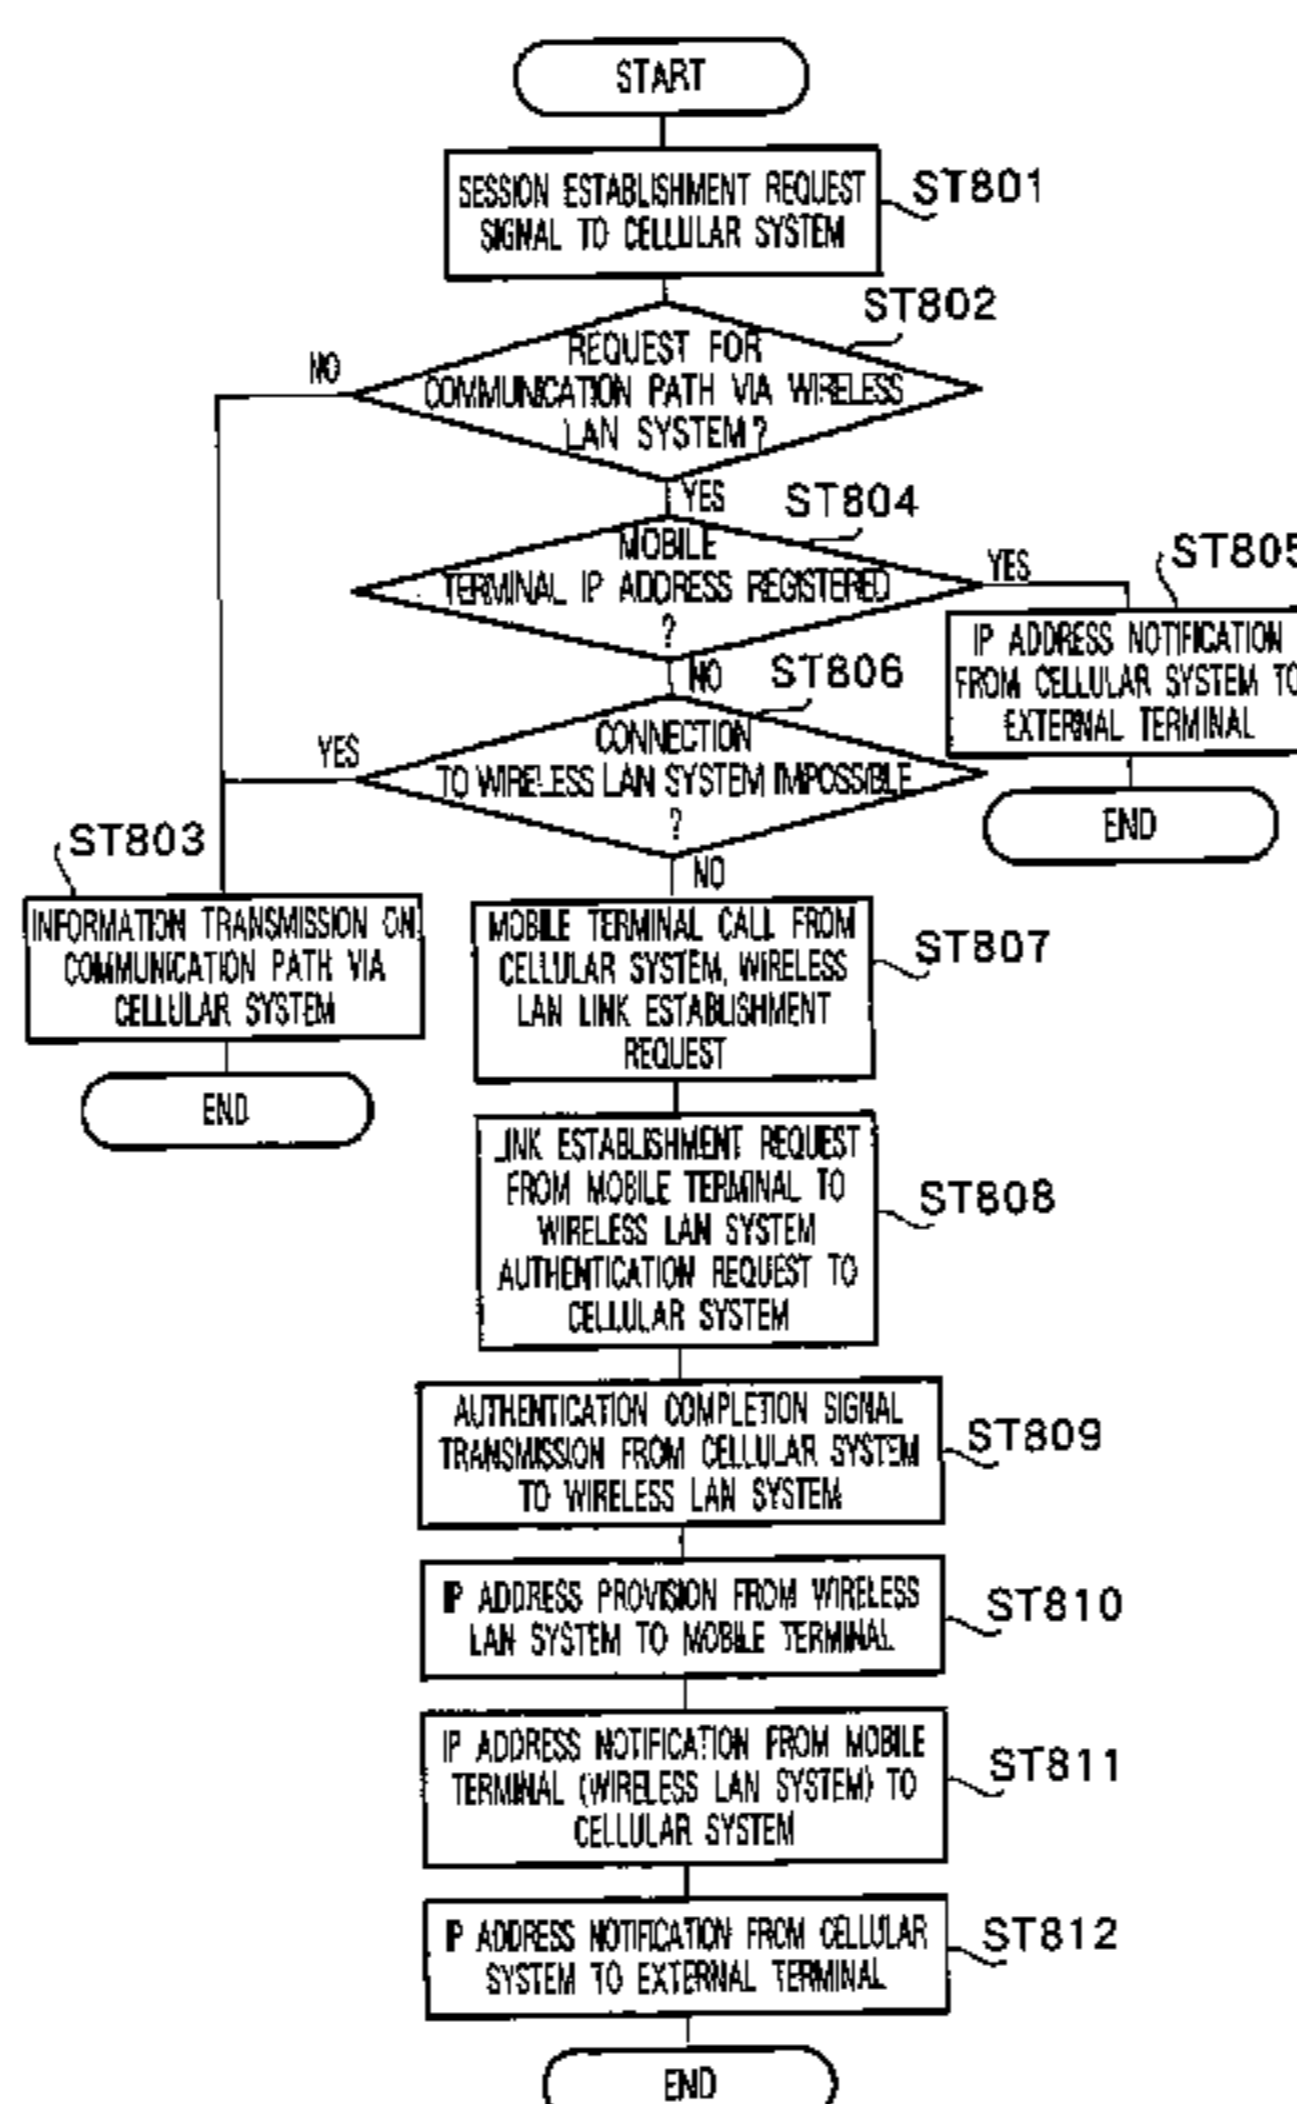 START
SESSION ESTABLISHMENT REQUEST
SIGNAL TO CELLULAR SYSTEM
ST801
ST802
REQUEST FOR
COMMUNICATION PATH VIA WIRELESS
LAN SYSTEM?
NO
YES
ST804
MOBILE
TERMINAL IP ADDRESS REGISTERED
?
YES
ST805
IP ADDRESS NOTIFICATION
FROM CELLULAR SYSTEM TO
EXTERNAL TERMINAL
END
NO
ST806
CONNECTION
TO WIRELESS LAN SYSTEM IMPOSSIBLE
?
YES
NO
ST803
INFORMATION TRANSMISSION ON
COMMUNICATION PATH VIA
CELLULAR SYSTEM
END
MOBILE TERMINAL CALL FROM
CELLULAR SYSTEM, WIRELESS
LAN LINK ESTABLISHMENT
REQUEST
ST807
LINK ESTABLISHMENT REQUEST
FROM MOBILE TERMINAL TO
WIRELESS LAN SYSTEM
AUTHENTICATION REQUEST TO
CELLULAR SYSTEM
ST808
AUTHENTICATION COMPLETION SIGNAL
TRANSMISSION FROM CELLULAR SYSTEM
TO WIRELESS LAN SYSTEM
ST809
IP ADDRESS PROVISION FROM WIRELESS
LAN SYSTEM TO MOBILE TERMINAL
ST810
IP ADDRESS NOTIFICATION FROM MOBILE
TERMINAL (WIRELESS LAN SYSTEM) TO
CELLULAR SYSTEM
ST811
IP ADDRESS NOTIFICATION FROM CELLULAR
SYSTEM TO EXTERNAL TERMINAL
ST812
END